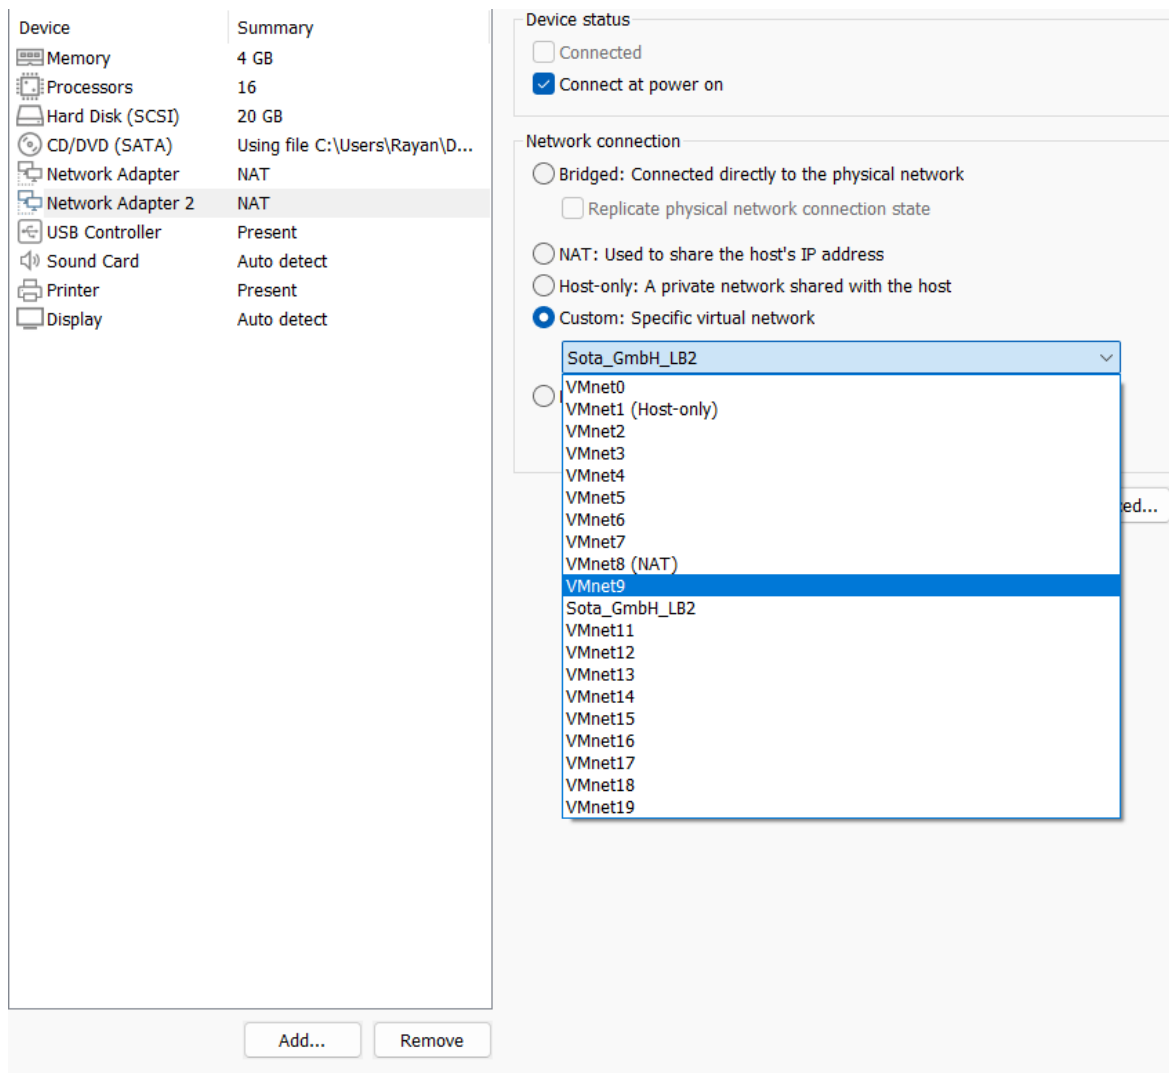 Device Summary
Memory 4 GB
Processors 16
Hard Disk (SCSI) 20 GB
CD/DVD (SATA) Using file C:\Users\Rayan\D...
Network Adapter NAT
Network Adapter 2 NAT
USB Controller Present
Sound Card Auto detect
Printer Present
Display Auto detect
Add... Remove
Device status
Connected
Connect at power on
Network connection
Bridged: Connected directly to the physical network
Replicate physical network connection state
NAT: Used to share the host's IP address
Host-only: A private network shared with the host
Custom: Specific virtual network
Sota_GmbH_LB2
VMnet0
VMnet1 (Host-only)
VMnet2
VMnet3
VMnet4
VMnet5
VMnet6
VMnet7
VMnet8 (NAT)
VMnet9
Sota_GmbH_LB2
VMnet11
VMnet12
VMnet13
VMnet14
VMnet15
VMnet16
VMnet17
VMnet18
VMnet19